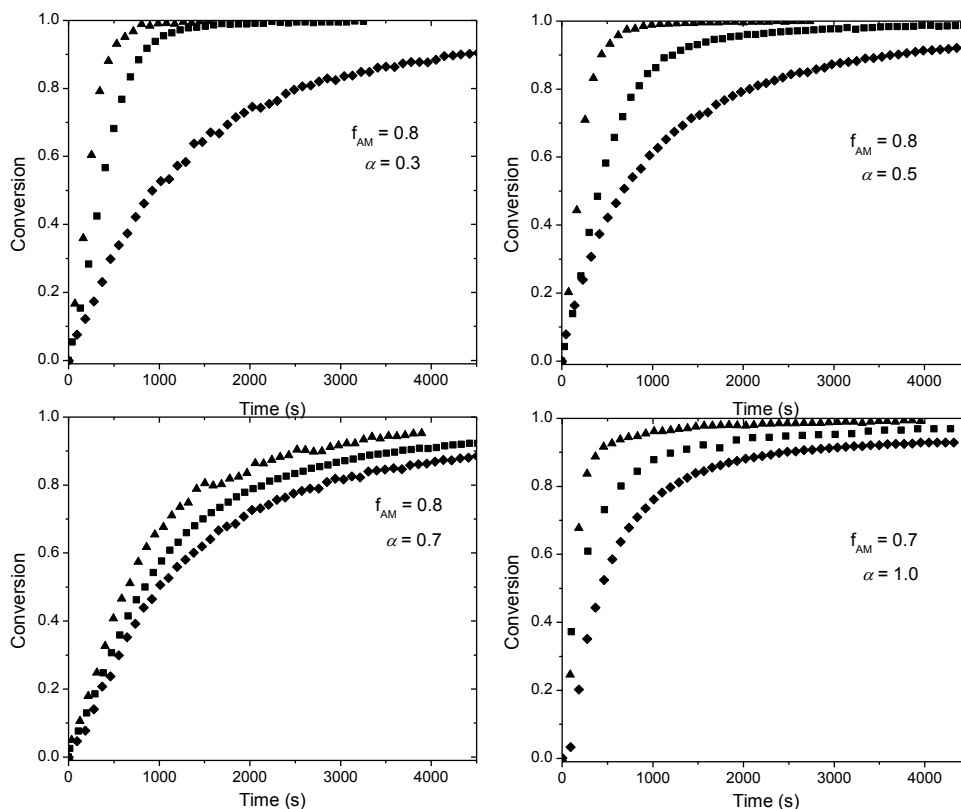 1.0
0.8
0.6
0.4
0.2
0.0
Conversion
f_AM = 0.8
α = 0.3
0 1000 2000 3000 4000
Time (s)
1.0
0.8
0.6
0.4
0.2
0.0
Conversion
f_AM = 0.8
α = 0.5
0 1000 2000 3000 4000
Time (s)
1.0
0.8
0.6
0.4
0.2
0.0
Conversion
f_AM = 0.8
α = 0.7
0 1000 2000 3000 4000
Time (s)
1.0
0.8
0.6
0.4
0.2
0.0
Conversion
f_AM = 0.7
α = 1.0
0 1000 2000 3000 4000
Time (s)